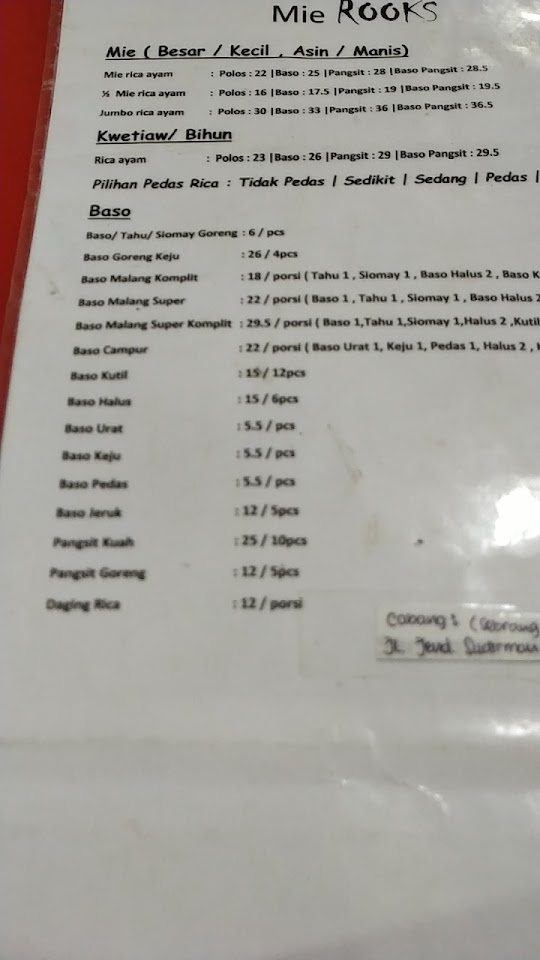 Mie ROOKS
Mie ( Besar / Kecil , Asin / Manis)
Mie rica ayam : Polos : 22 |Baso : 25 |Pangsit : 28 |Baso Pangsit : 28.5
½ Mie rica ayam : Polos : 16 |Baso : 17.5 |Pangsit : 19 |Baso Pangsit : 19.5
Jumbo rica ayam : Polos : 30 |Baso : 33 |Pangsit : 36 |Baso Pangsit : 36.5
Kwetiaw/ Bihun
Rica ayam : Polos : 23 |Baso : 26 |Pangsit : 29 |Baso Pangsit : 29.5
Pilihan Pedas Rica : Tidak Pedas | Sedikit | Sedang | Pedas |
Baso
Baso/ Tahu/ Siomay Goreng : 6 / pcs
Baso Goreng Keju : 26 / 4pcs
Baso Malang Komplit : 18 / porsi ( Tahu 1 , Siomay 1 , Baso Halus 2 , Baso K
Baso Malang Super : 22 / porsi ( Baso 1 , Tahu 1 , Siomay 1 , Baso Halus 2
Baso Malang Super Komplit : 29.5 / porsi ( Baso 1,Tahu 1,Siomay 1,Halus 2 ,Kutil
Baso Campur : 22 / porsi ( Baso Urat 1, Keju 1, Pedas 1, Halus 2 ,
Baso Kutil : 15 / 12pcs
Baso Halus : 15 / 6pcs
Baso Urat : 5.5 / pcs
Baso Keju : 5.5 / pcs
Baso Pedas : 5.5 / pcs
Baso Jeruk : 12 / 5pcs
Pangsit Kuah : 25 / 10pcs
Pangsit Goreng : 12 / 5pcs
Daging Rica : 12 / porsi
Cabang : (Sebrang
JL. Jend. Sudirman